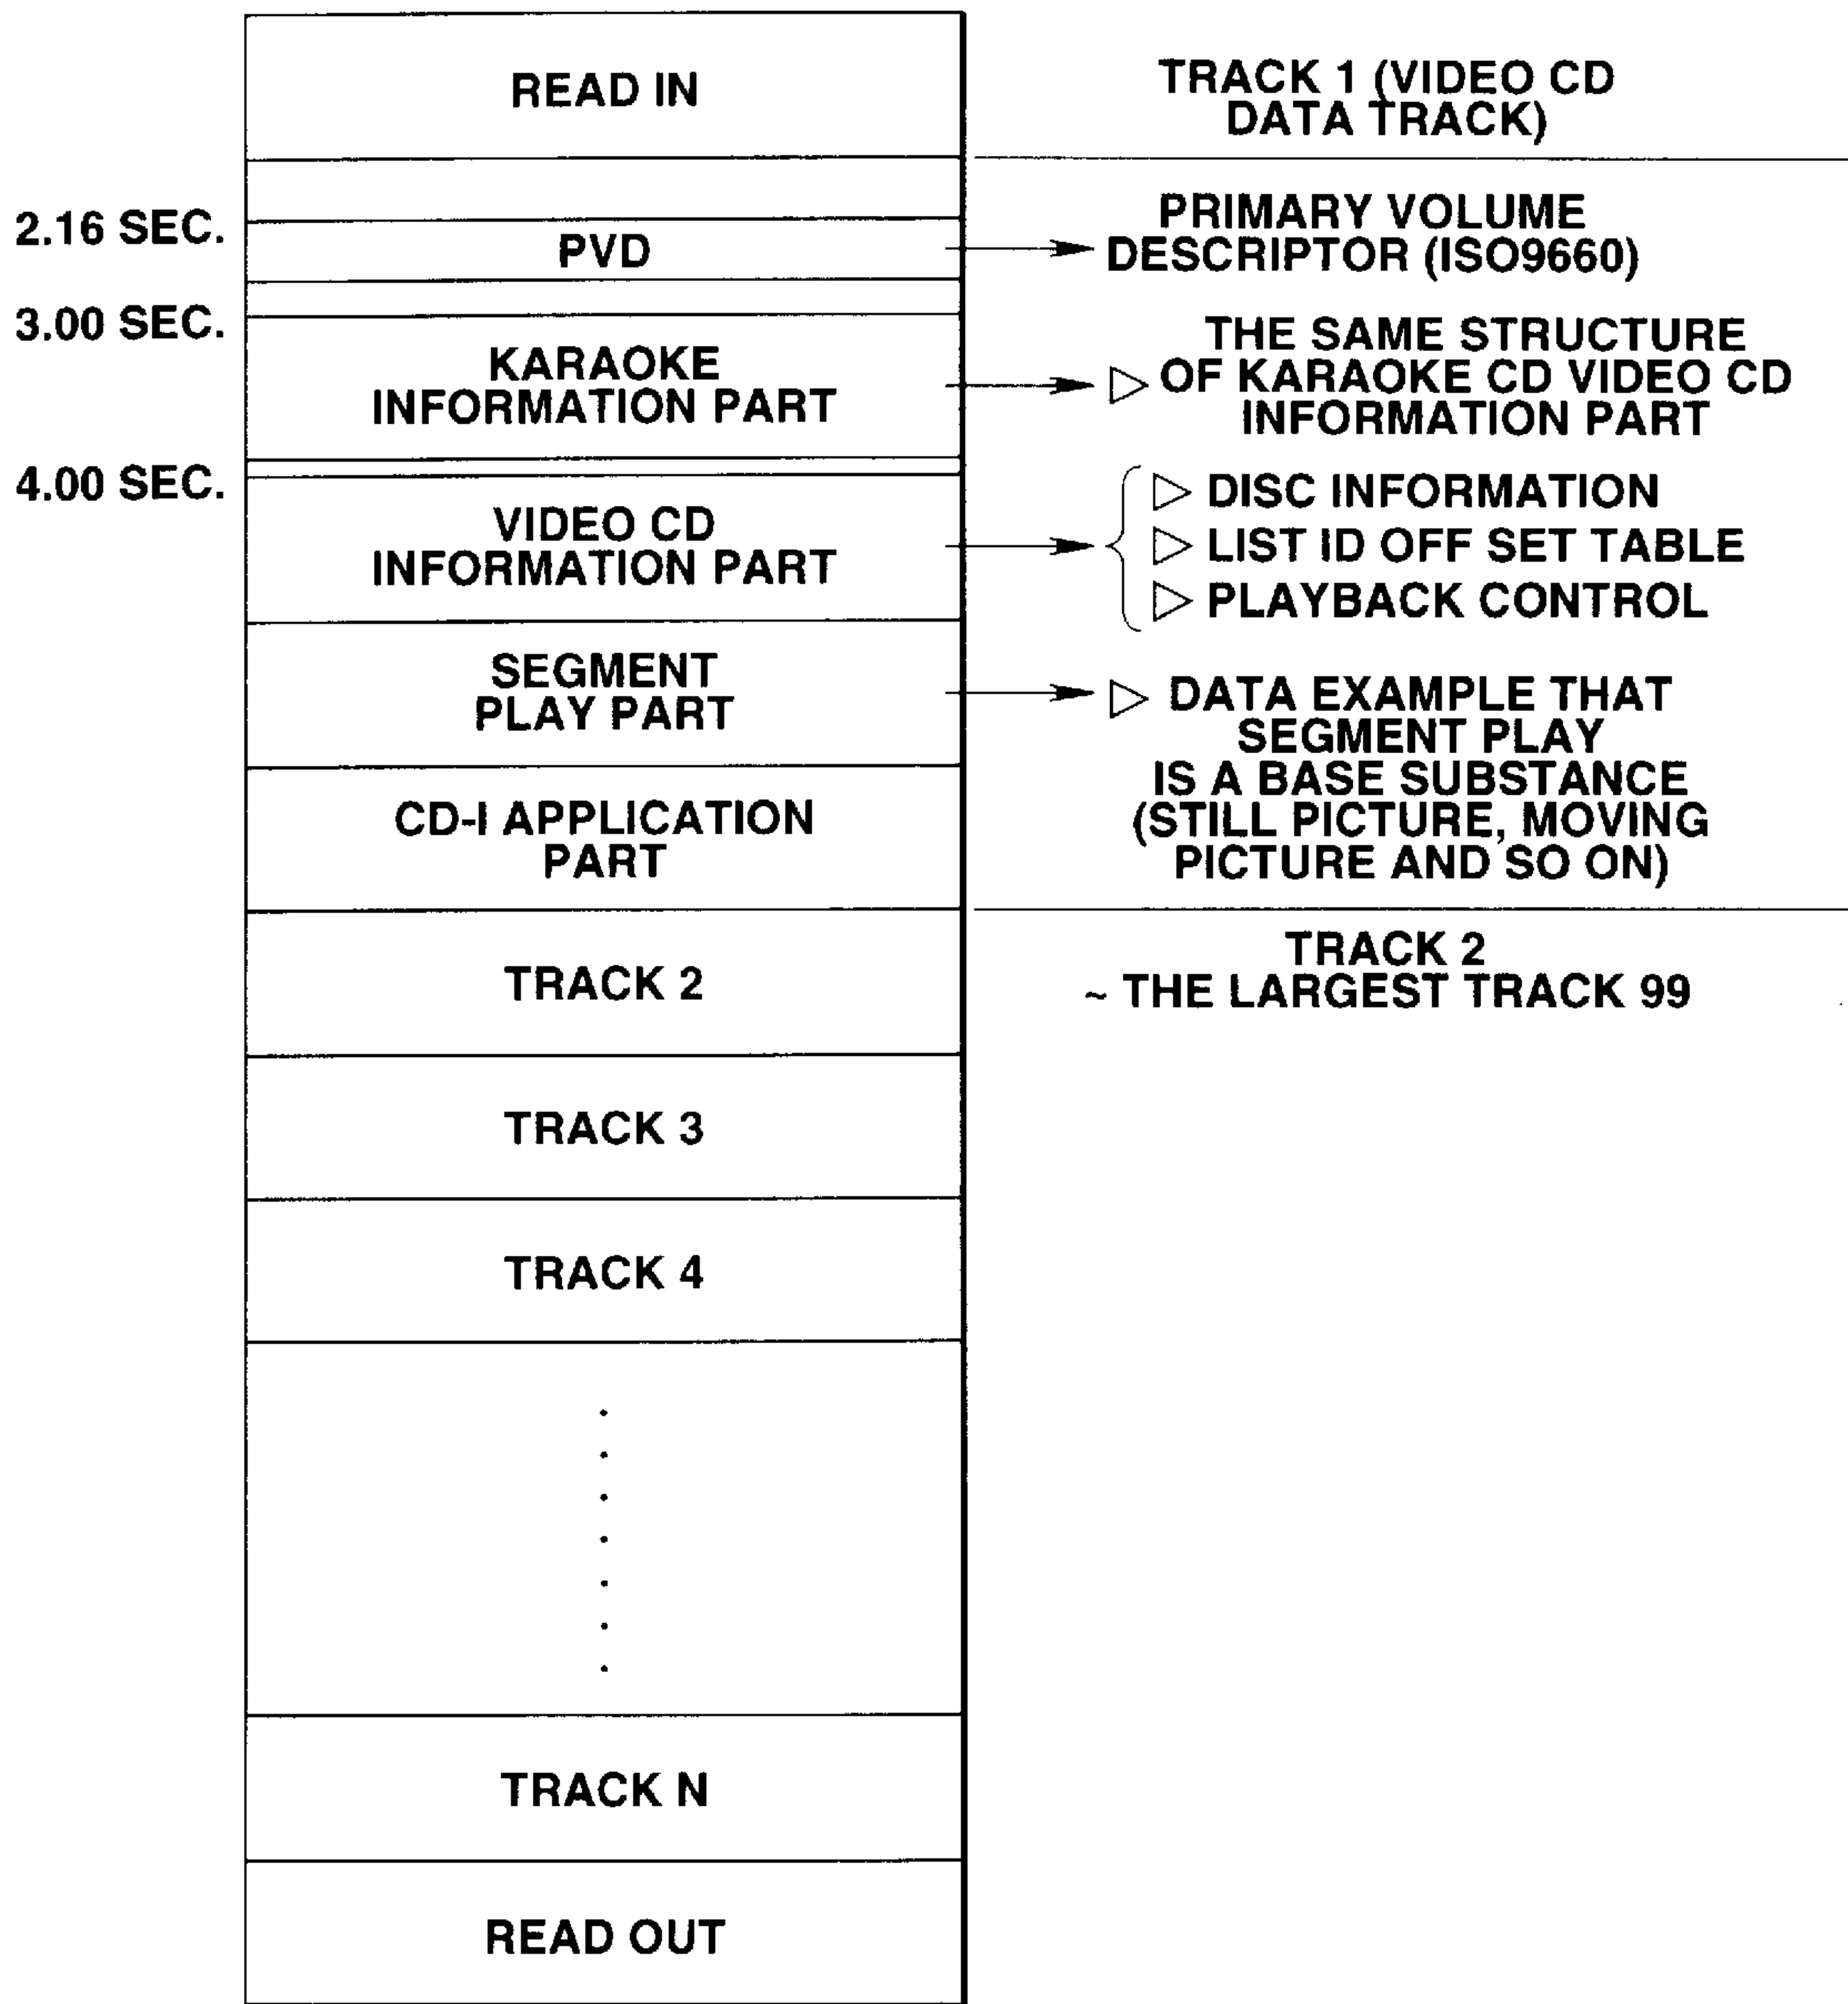 READ IN
TRACK 1 (VIDEO CD
DATA TRACK)
2.16 SEC.
PVD
PRIMARY VOLUME
DESCRIPTOR (ISO9660)
3.00 SEC.
KARAOKE
INFORMATION PART
THE SAME STRUCTURE
OF KARAOKE CD VIDEO CD
INFORMATION PART
4.00 SEC.
VIDEO CD
INFORMATION PART
DISC INFORMATION
LIST ID OFF SET TABLE
PLAYBACK CONTROL
SEGMENT
PLAY PART
DATA EXAMPLE THAT
SEGMENT PLAY
IS A BASE SUBSTANCE
(STILL PICTURE, MOVING
PICTURE AND SO ON)
CD-I APPLICATION
PART
TRACK 2
TRACK 2
~ THE LARGEST TRACK 99
TRACK 3
TRACK 4
TRACK N
READ OUT